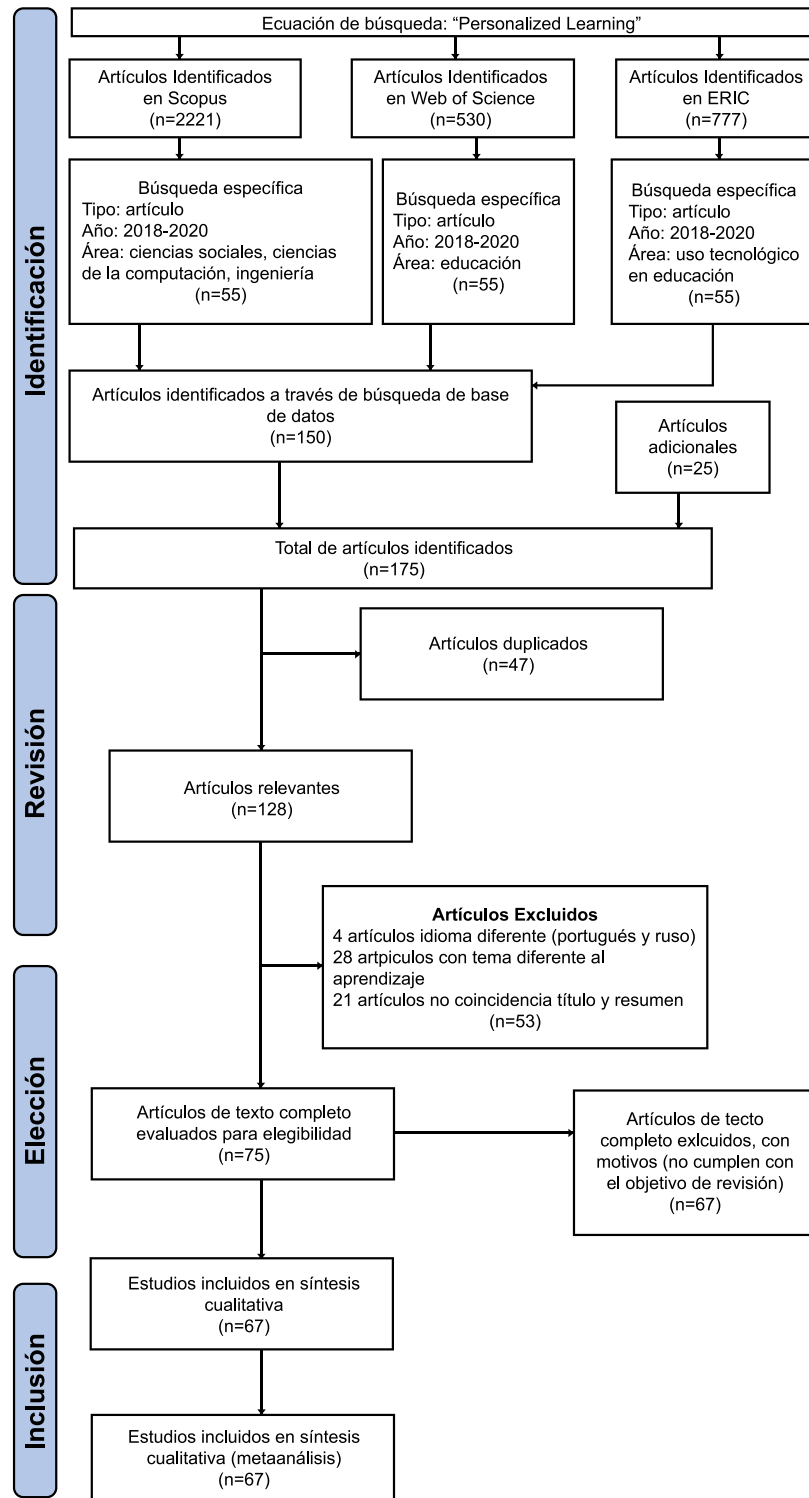 Ecuación de búsqueda: “Personalized Learning”
Artículos Identificados
en Scopus
(n=2221)
Artículos Identificados
en Web of Science
(n=530)
Artículos Identificados
en ERIC
(n=777)
Búsqueda específica
Tipo: artículo
Año: 2018-2020
Área: ciencias sociales, ciencias
de la computación, ingeniería
(n=55)
Búsqueda específica
Tipo: artículo
Año: 2018-2020
Área: educación
(n=55)
Búsqueda específica
Tipo: artículo
Año: 2018-2020
Área: uso tecnológico
en educación
(n=55)
Identificación
Artículos identificados a través de búsqueda de base
de datos
(n=150)
Artículos
adicionales
(n=25)
Total de artículos identificados
(n=175)
Revisión
Artículos duplicados
(n=47)
Artículos relevantes
(n=128)
Artículos Excluidos
4 artículos idioma diferente (portugués y ruso)
28 artpiculos con tema diferente al
aprendizaje
21 artículos no coincidencia título y resumen
(n=53)
Elección
Artículos de texto completo
evaluados para elegibilidad
(n=75)
Artículos de tecto
completo exlcuidos, con
motivos (no cumplen con
el objetivo de revisión)
(n=67)
Inclusión
Estudios incluidos en síntesis
cualitativa
(n=67)
Estudios incluidos en síntesis
cualitativa (metaanálisis)
(n=67)